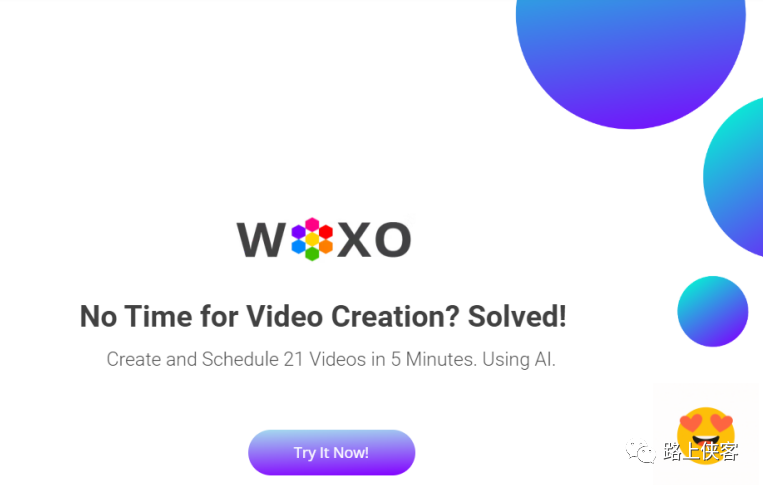 WOXO
No Time for Video Creation? Solved!
Create and Schedule 21 Videos in 5 Minutes. Using AI.
Try It Now!
路上侠客